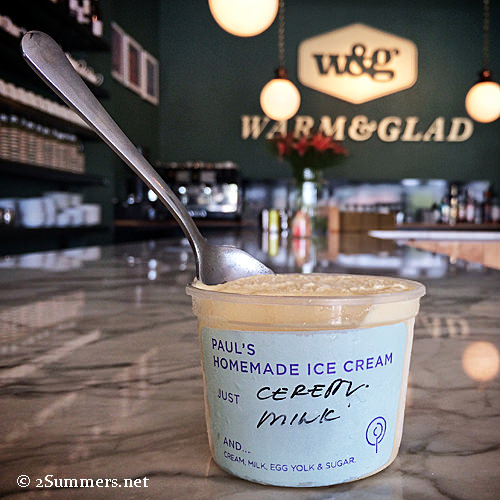 w&g
WARM&GLAD
PAUL'S
HOMEMADE ICE CREAM
JUST CEREAL
MILK
AND...
CREAM, MILK, EGG YOLK & SUGAR.
© 2Summers.net